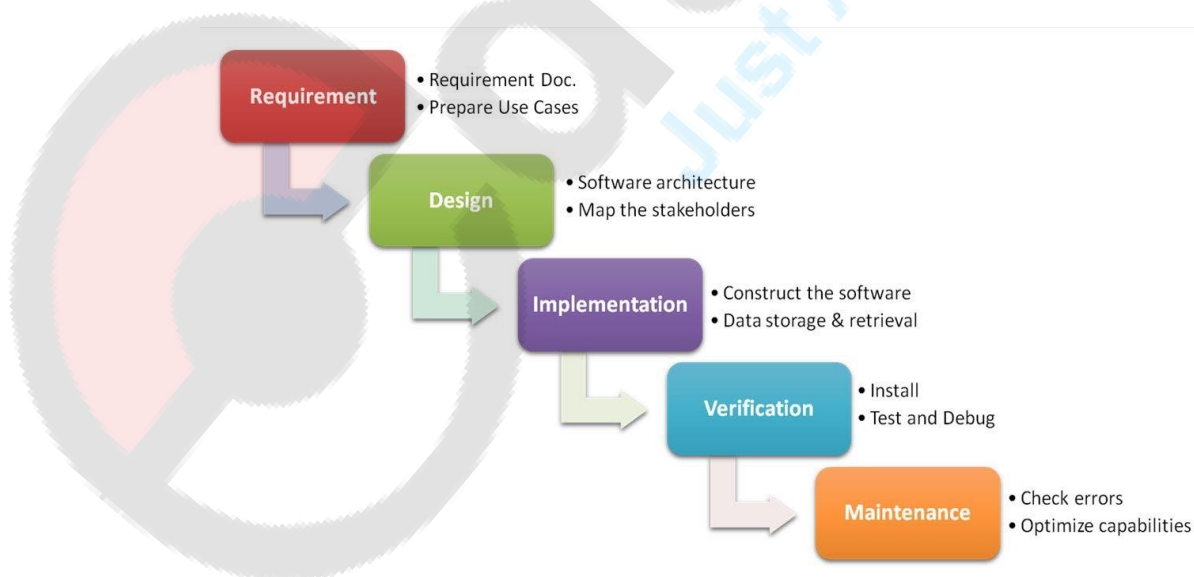 Requirement
• Requirement Doc.
• Prepare Use Cases
Design
• Software architecture
• Map the stakeholders
Implementation
• Construct the software
• Data storage & retrieval
Verification
• Install
• Test and Debug
Maintenance
• Check errors
• Optimize capabilities
Just